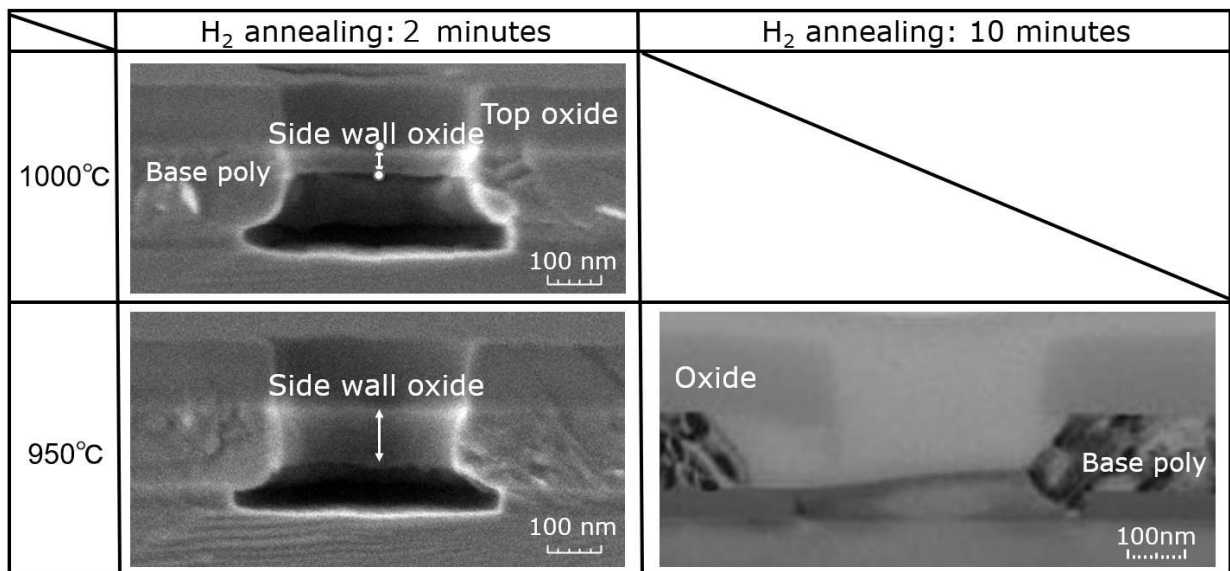 H₂ annealing: 2 minutes
H₂ annealing: 10 minutes
1000℃
Side wall oxide
Top oxide
Base poly
100 nm
950℃
Side wall oxide
100 nm
Oxide
Base poly
100nm